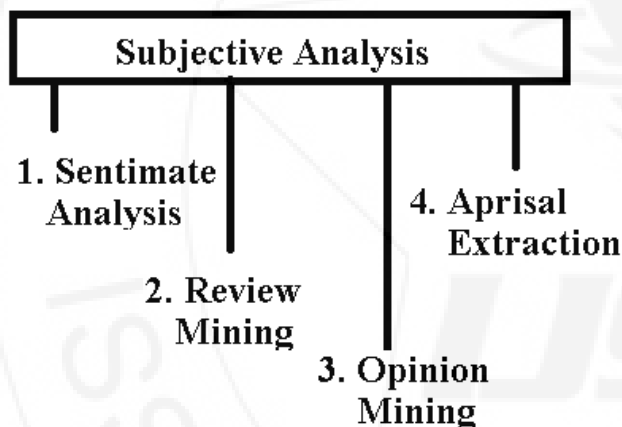 Subjective Analysis
1. Sentimate
Analysis
2. Review
Mining
3. Opinion
Mining
4. Aprisal
Extraction